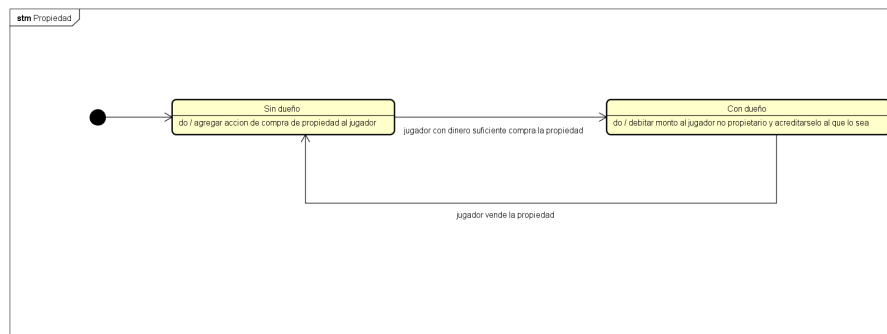 stm Propiedad
Sin dueño
do / agregar accion de compra de propiedad al jugador
Con dueño
do / debitar monto al jugador no propietario y acreditarselo al que lo sea
jugador con dinero suficiente compra la propiedad
jugador vende la propiedad